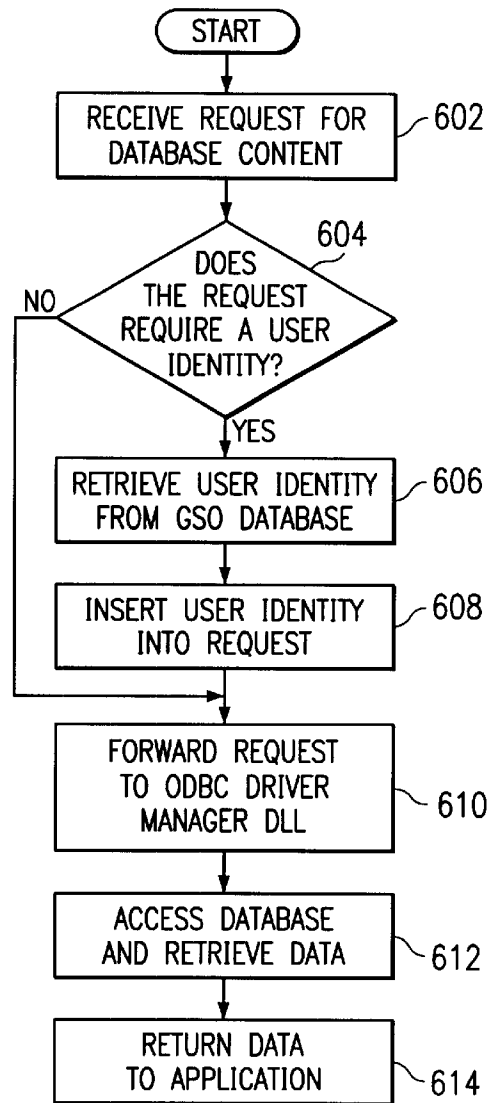 START
RECEIVE REQUEST FOR
DATABASE CONTENT
602
604
DOES
THE REQUEST
REQUIRE A USER
IDENTITY?
NO
YES
RETRIEVE USER IDENTITY
FROM GSO DATABASE
606
INSERT USER IDENTITY
INTO REQUEST
608
FORWARD REQUEST
TO ODBC DRIVER
MANAGER DLL
610
ACCESS DATABASE
AND RETRIEVE DATA
612
RETURN DATA
TO APPLICATION
614